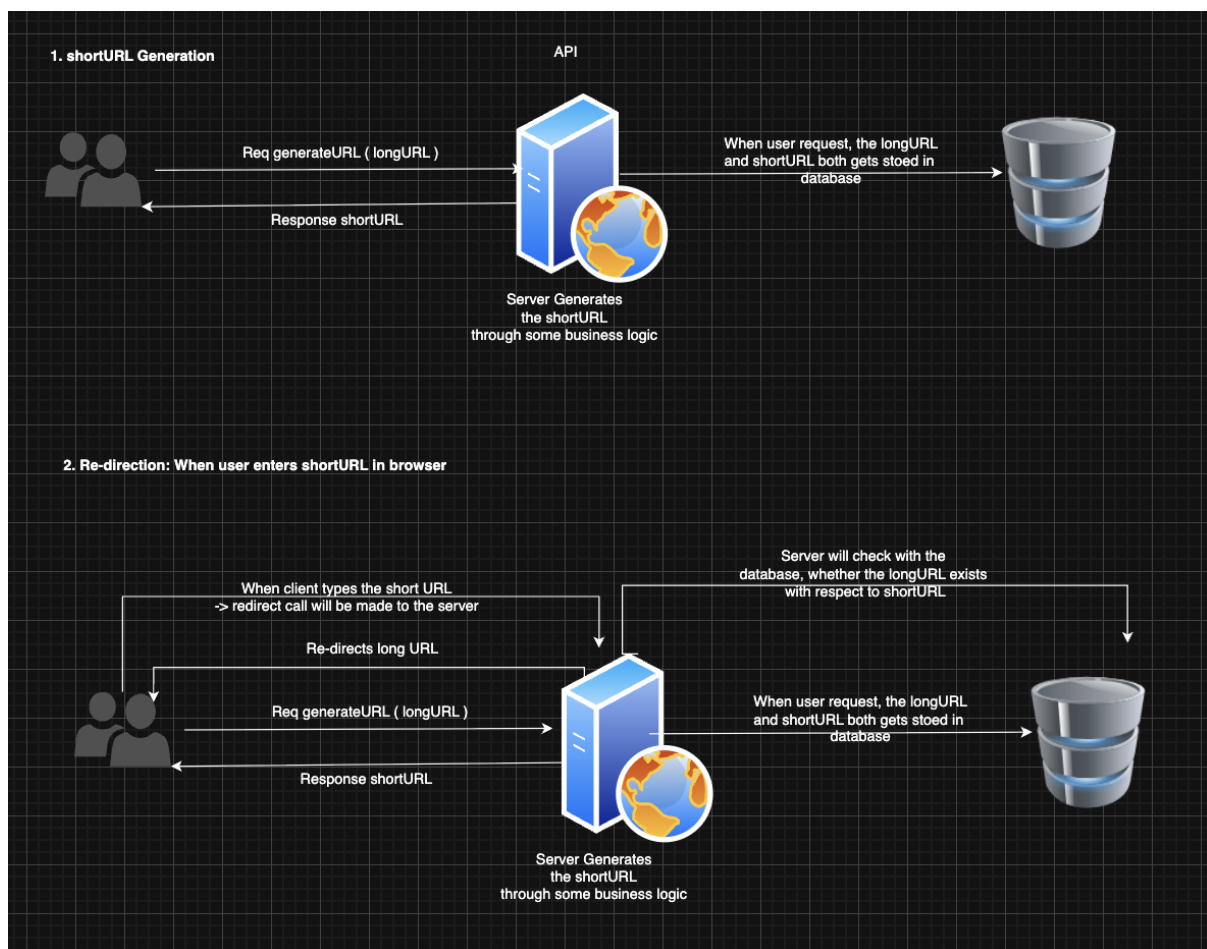 1. shortURL Generation
API
Req generateURL ( longURL )
When user request, the longURL
and shortURL both gets stoed in
database
Response shortURL
Server Generates
the shortURL
through some business logic
2. Re-direction: When user enters shortURL in browser
Server will check with the
database, whether the longURL exists
with respect to shortURL
When client types the short URL
-> redirect call will be made to the server
Re-directs long URL
Req generateURL ( longURL )
When user request, the longURL
and shortURL both gets stoed in
database
Response shortURL
Server Generates
the shortURL
through some business logic